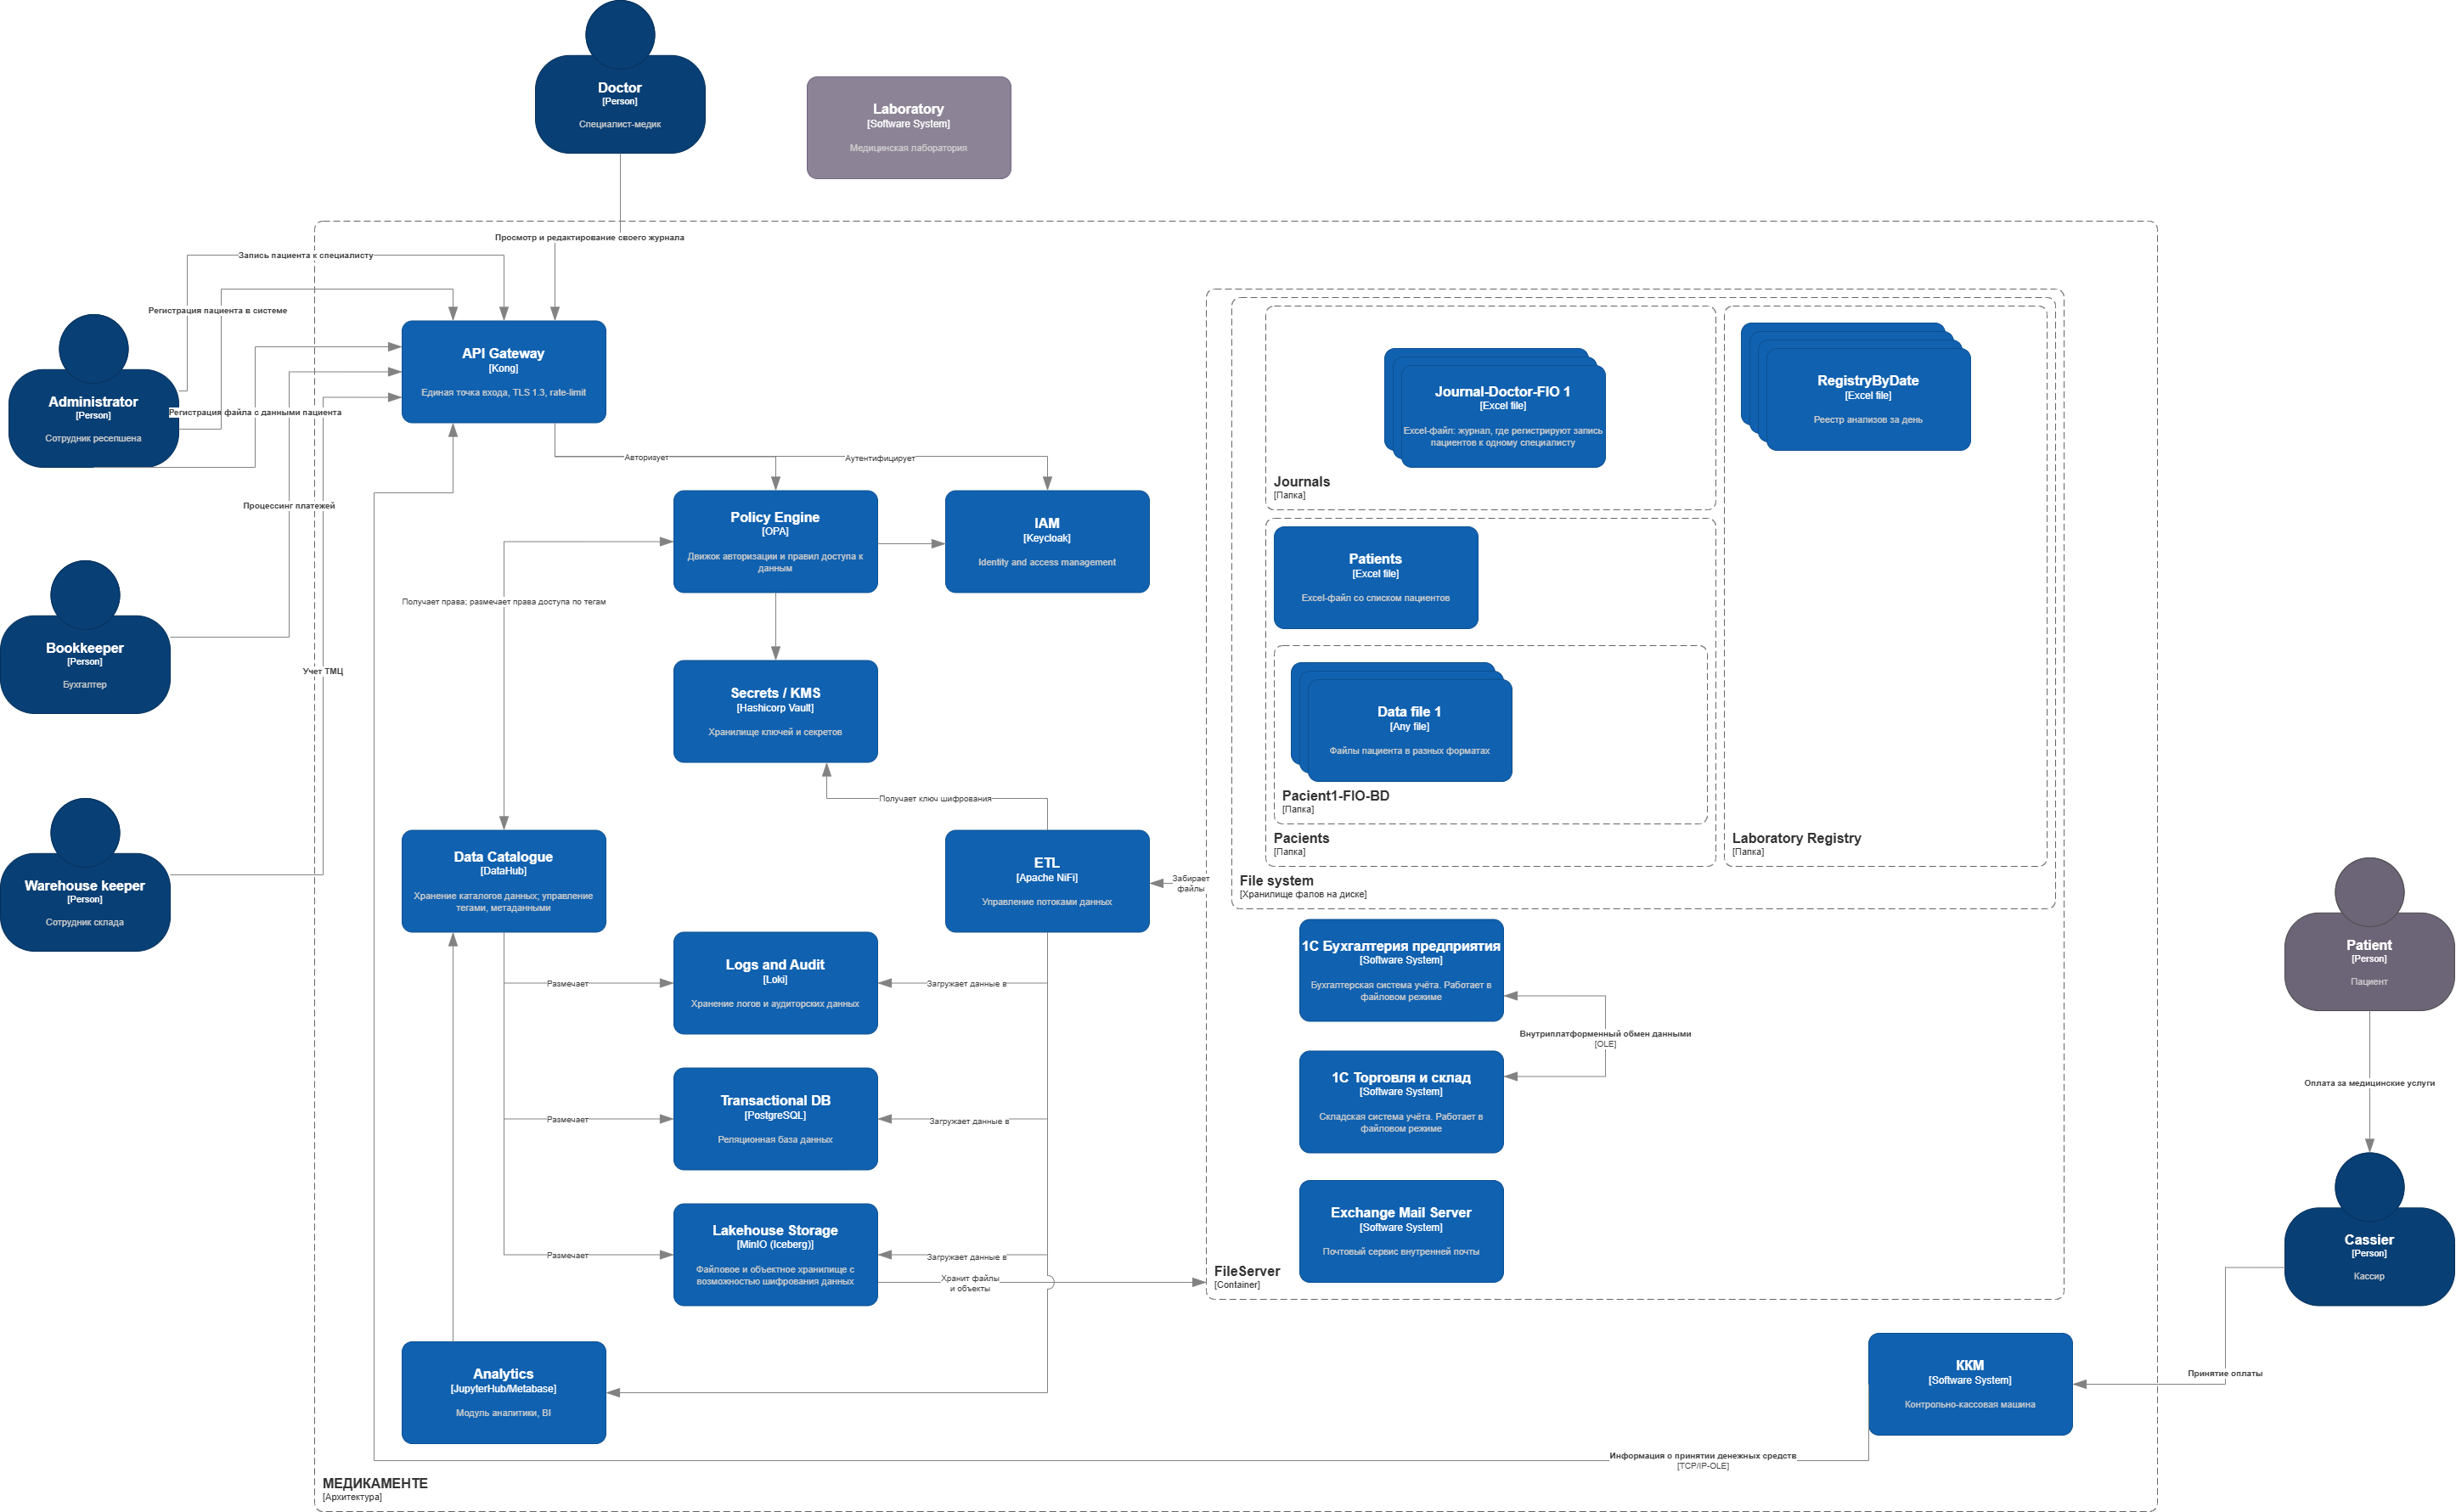 Doctor
[Person]
Специалист-медик
Laboratory
[Software System]
Медицинская лаборатория
Просмотр и редактирование своего журнала
Запись пациента к специалисту
Регистрация пациента в системе
Administrator
[Person]
Сотрудник ресепшена
Регистрация файла с данными пациента
API Gateway
[Kong]
Единая точка входа, TLS 1.3, rate-limit
Авторизует
Аутентифицирует
Процессинг платежей
Policy Engine
[OPA]
Движок авторизации и правил доступа к
данным
IAM
[Keycloak]
Identity and access management
Получает права; размечает права доступа по тегам
Bookkeeper
[Person]
Бухгалтер
Учет ТМЦ
Secrets / KMS
[Hashicorp Vault]
Хранилище ключей и секретов
Получает ключ шифрования
Warehouse keeper
[Person]
Сотрудник склада
Data Catalogue
[DataHub]
Хранение каталогов данных; управление
тегами, метаданными
ETL
[Apache NiFi]
Управление потоками данных
Забирает
файлы
Logs and Audit
[Loki]
Хранение логов и аудиторских данных
Размечает
Загружает данные в
Transactional DB
[PostgreSQL]
Реляционная база данных
Размечает
Загружает данные в
Lakehouse Storage
[MinIO (Iceberg)]
Файловое и объектное хранилище с
возможностью шифрования данных
Размечает
Загружает данные в
Хранит файлы
и объекты
Analytics
[JupyterHub/Metabase]
Модуль аналитики, BI
Journal-Doctor-FIO 1
[Excel file]
Excel-файл: журнал, где регистрируют запись
пациентов к одному специалисту
Journals
[Папка]
RegistryByDate
[Excel file]
Реестр анализов за день
Patients
[Excel file]
Excel-файл со списком пациентов
Data file 1
[Any file]
Файлы пациента в разных форматах
Pacient1-FIO-BD
[Папка]
Pacients
[Папка]
Laboratory Registry
[Папка]
File system
[Хранилище фалов на диске]
1С Бухгалтерия предприятия
[Software System]
Бухгалтерская система учёта. Работает в
файловом режиме
Внутриплатформенный обмен данными
[OLE]
1С Торговля и склад
[Software System]
Складская система учёта. Работает в
файловом режиме
Exchange Mail Server
[Software System]
Почтовый сервис внутренней почты
FileServer
[Container]
Patient
[Person]
Пациент
Оплата за медицинские услуги
Cassier
[Person]
Кассир
Принятие оплаты
ККМ
[Software System]
Контрольно-кассовая машина
Информация о принятии денежных средств
[TCP/IP-OLE]
МЕДИКАМЕНТЕ
[Архитектура]